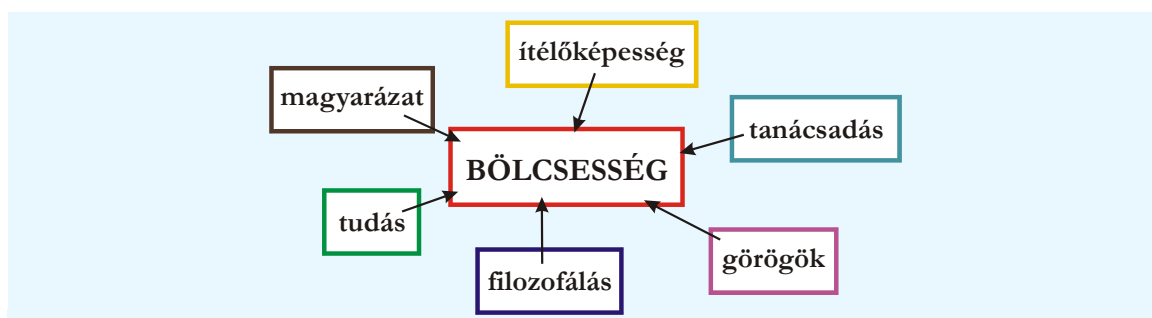 ítélőképesség
magyarázat
tanácsadás
BÖLCSESSÉG
tudás
görögök
filozofálás